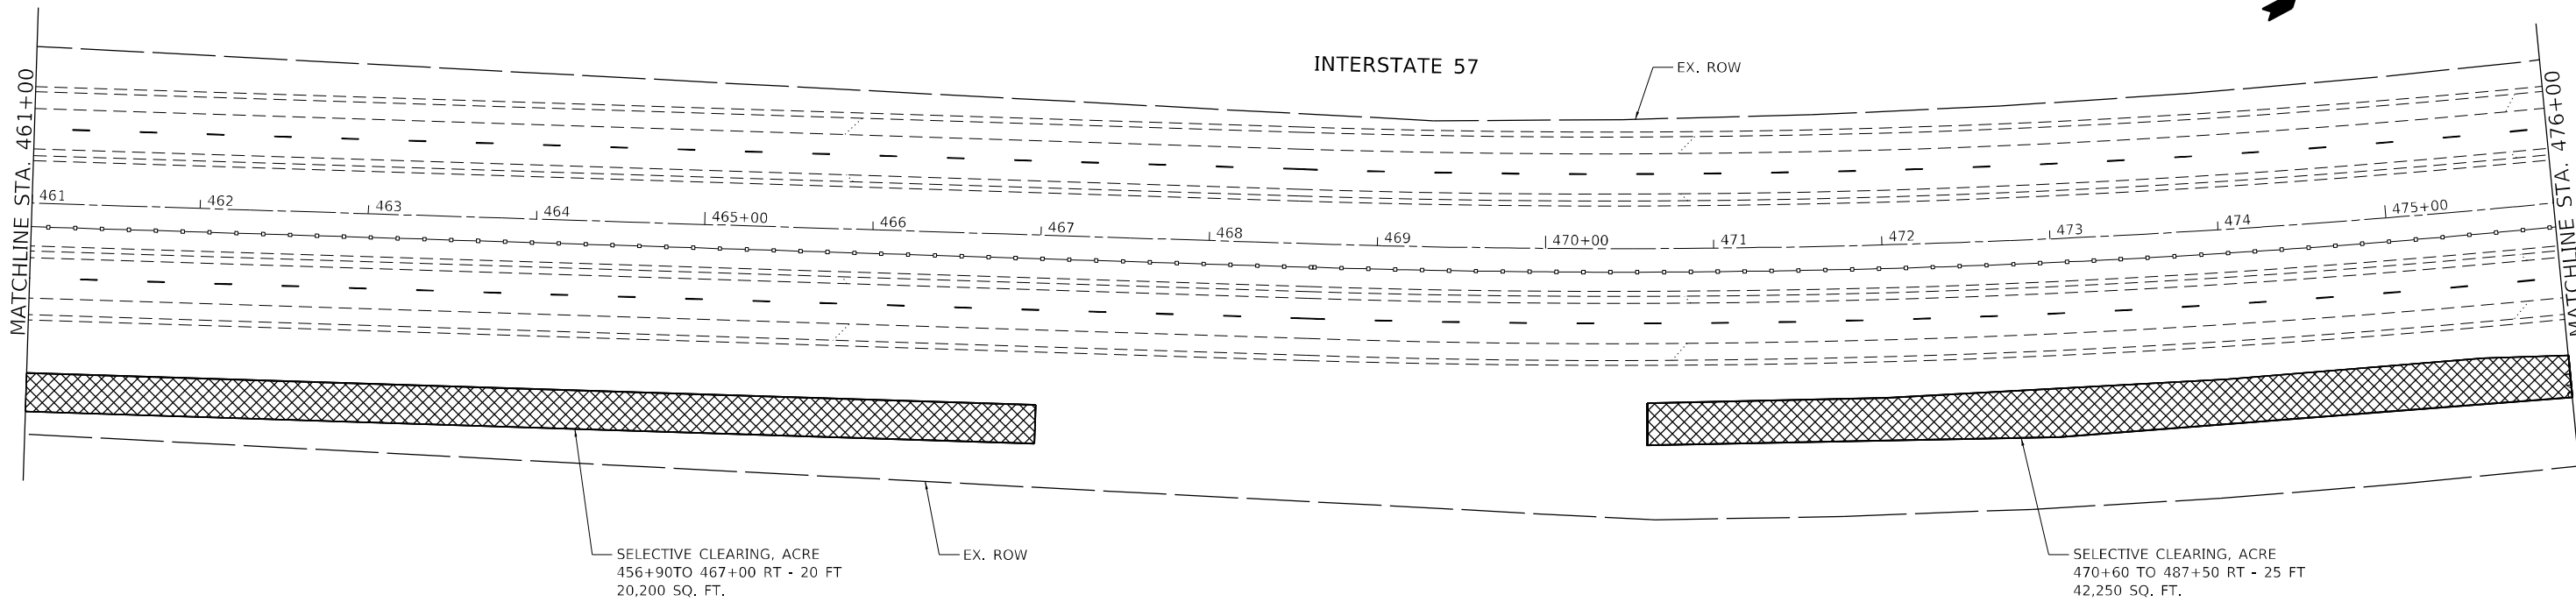 INTERSTATE 57
EX. ROW
MATCHLINE STA. 461+00
MATCHLINE STA. 476+00
461
462
463
464
465+00
466
467
468
469
470+00
471
472
473
474
475+00
SELECTIVE CLEARING, ACRE
456+90TO 467+00 RT - 20 FT
20,200 SQ. FT.
EX. ROW
SELECTIVE CLEARING, ACRE
470+60 TO 487+50 RT - 25 FT
42,250 SQ. FT.